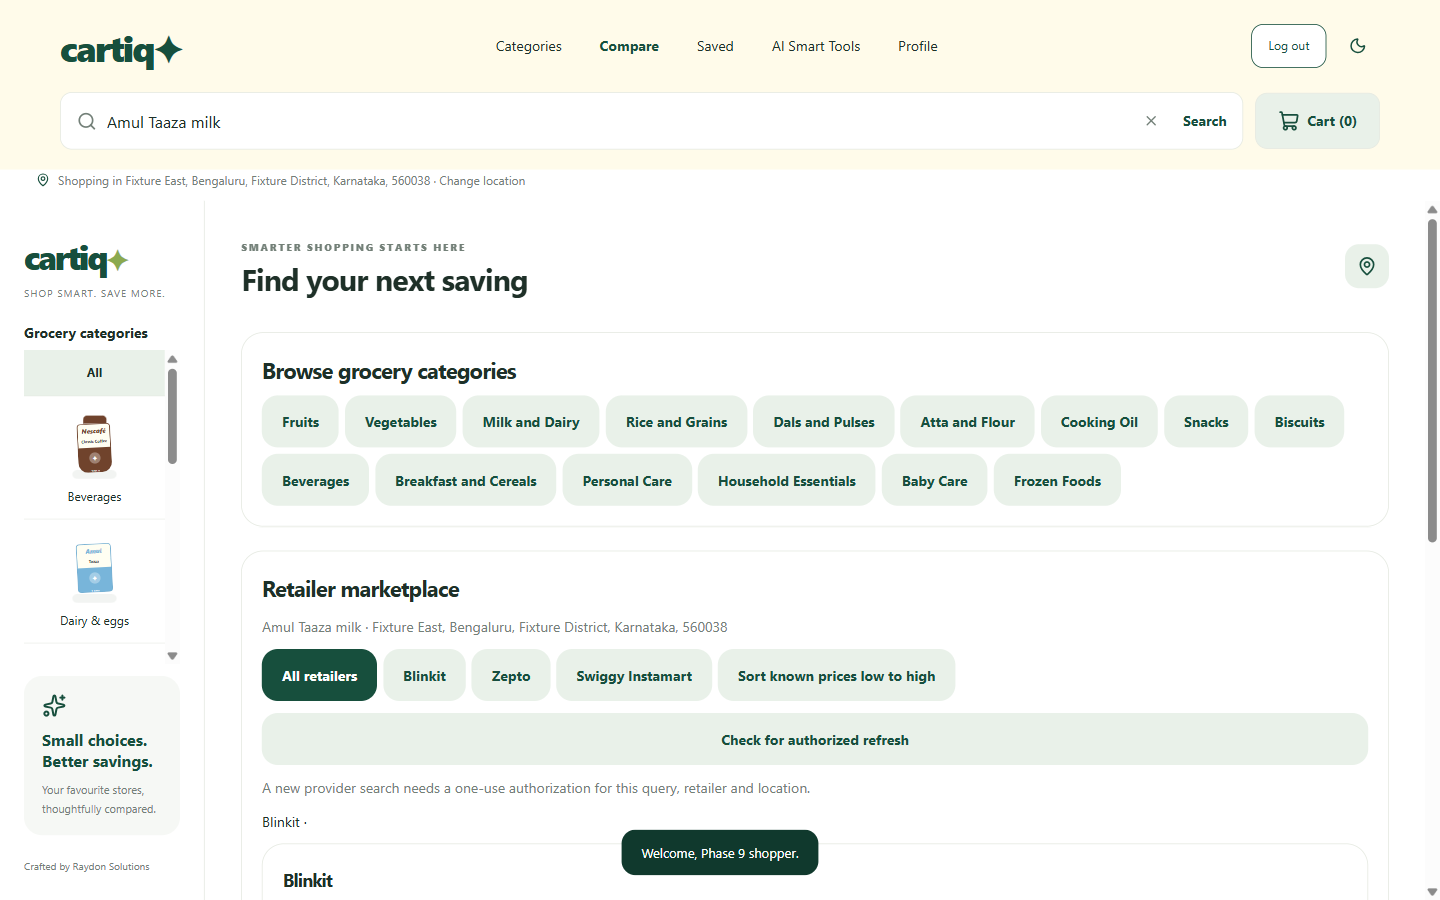 cartiq
Categories
Compare
Saved
AI Smart Tools
Profile
Log out
Amul Taaza milk
Search
Cart (0)
Shopping in Fixture East, Bengaluru, Fixture District, Karnataka, 560038 · Change location
cartiq
SHOP SMART. SAVE MORE.
Grocery categories
All
Nescafé
Beverages
Amul
Taaza
Dairy & eggs
Small choices.
Better savings.
Your favourite stores,
thoughtfully compared.
Crafted by Raydon Solutions
SMARTER SHOPPING STARTS HERE
Find your next saving
Browse grocery categories
Fruits
Vegetables
Milk and Dairy
Rice and Grains
Dals and Pulses
Atta and Flour
Cooking Oil
Snacks
Biscuits
Beverages
Breakfast and Cereals
Personal Care
Household Essentials
Baby Care
Frozen Foods
Retailer marketplace
Amul Taaza milk · Fixture East, Bengaluru, Fixture District, Karnataka, 560038
All retailers
Blinkit
Zepto
Swiggy Instamart
Sort known prices low to high
Check for authorized refresh
A new provider search needs a one-use authorization for this query, retailer and location.
Blinkit ·
Welcome, Phase 9 shopper.
Blinkit